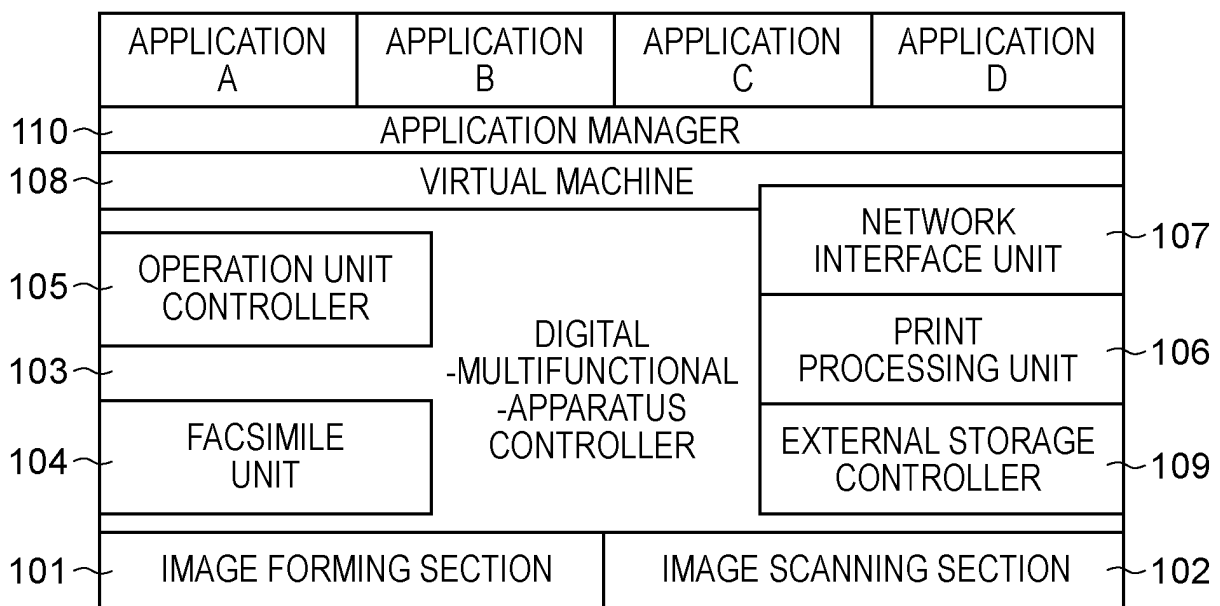 APPLICATION
A
APPLICATION
B
APPLICATION
C
APPLICATION
D
110
APPLICATION MANAGER
108
VIRTUAL MACHINE
NETWORK
INTERFACE UNIT
107
105
OPERATION UNIT
CONTROLLER
103
DIGITAL
-MULTIFUNCTIONAL
-APPARATUS
CONTROLLER
PRINT
PROCESSING UNIT
106
104
FACSIMILE
UNIT
EXTERNAL STORAGE
CONTROLLER
109
101
IMAGE FORMING SECTION
IMAGE SCANNING SECTION
102